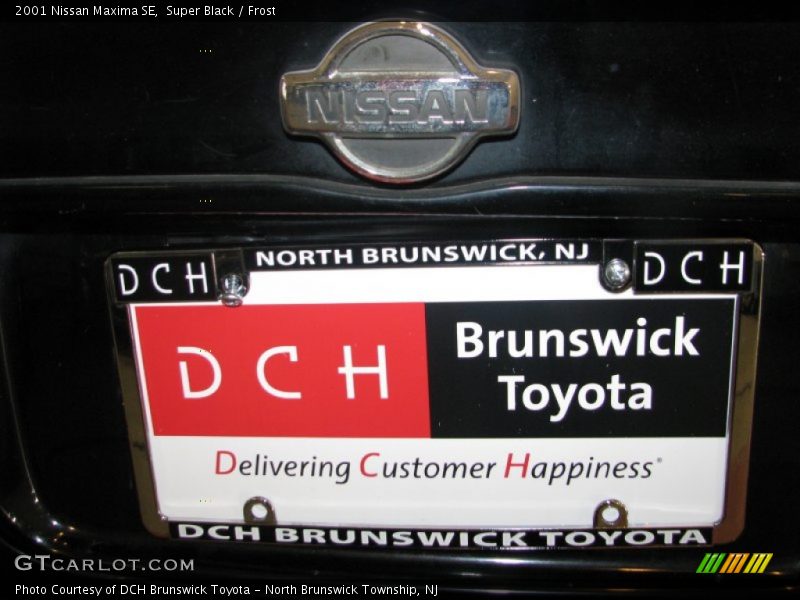 2001 Nissan Maxima SE,  Super Black / Frost
NISSAN
DCH NORTH BRUNSWICK, NJ DCH
DCH
Brunswick
Toyota
Delivering Customer Happiness
DCH BRUNSWICK TOYOTA
GTCARLOT.COM
Photo Courtesy of DCH Brunswick Toyota – North Brunswick Township, NJ